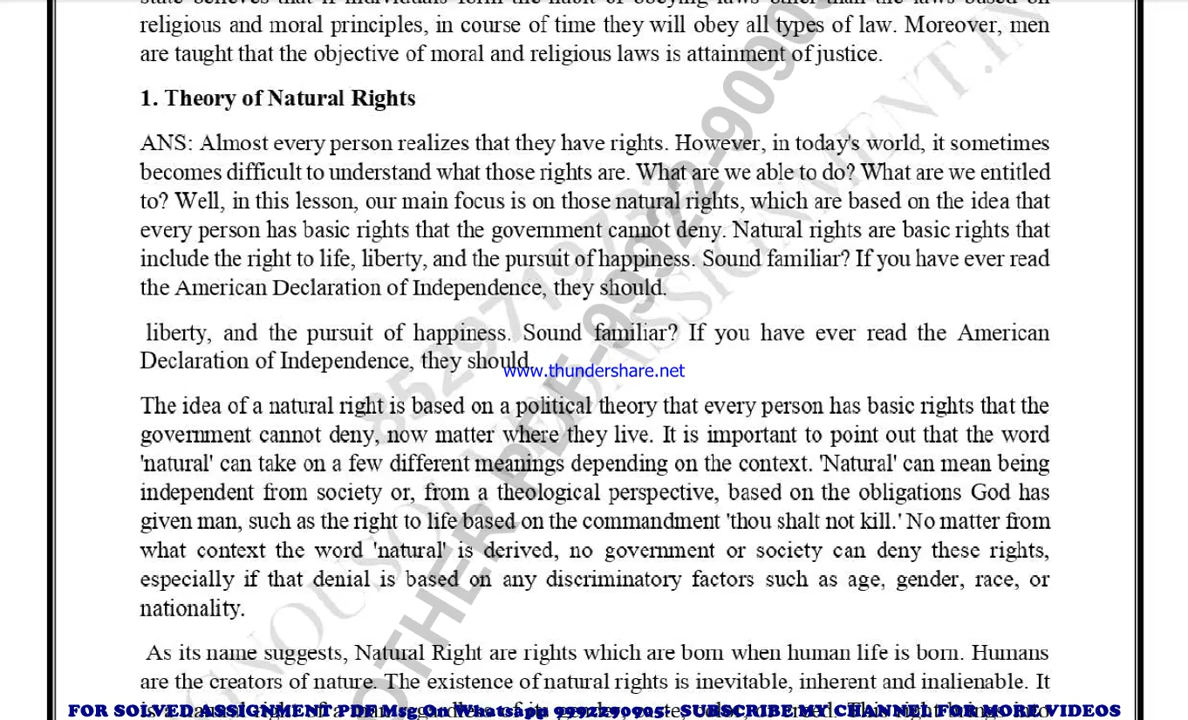 religious and moral principles, in course of time they will obey all types of law. Moreover, men
are taught that the objective of moral and religious laws is attainment of justice.
1. Theory of Natural Rights
ANS: Almost every person realizes that they have rights. However, in today's world, it sometimes
becomes difficult to understand what those rights are. What are we able to do? What are we entitled
to? Well, in this lesson, our main focus is on those natural rights, which are based on the idea that
every person has basic rights that the government cannot deny. Natural rights are basic rights that
include the right to life, liberty, and the pursuit of happiness. Sound familiar? If you have ever read
the American Declaration of Independence, they should.
liberty, and the pursuit of happiness. Sound familiar? If you have ever read the American
Declaration of Independence, they should
www.thundershare.net
The idea of a natural right is based on a political theory that every person has basic rights that the
government cannot deny, now matter where they live. It is important to point out that the word
'natural' can take on a few different meanings depending on the context. 'Natural' can mean being
independent from society or, from a theological perspective, based on the obligations God has
given man, such as the right to life based on the commandment 'thou shalt not kill.' No matter from
what context the word 'natural' is derived, no government or society can deny these rights,
especially if that denial is based on any discriminatory factors such as age, gender, race, or
nationality.
As its name suggests, Natural Right are rights which are born when human life is born. Humans
are the creators of nature. The existence of natural rights is inevitable, inherent and inalienable. It
FOR SOLVED ASSIGNMENT PDF Msg On Whatsapp 9992290905- SUBSCRIBE MY CHANNEL FOR MORE VIDEOS